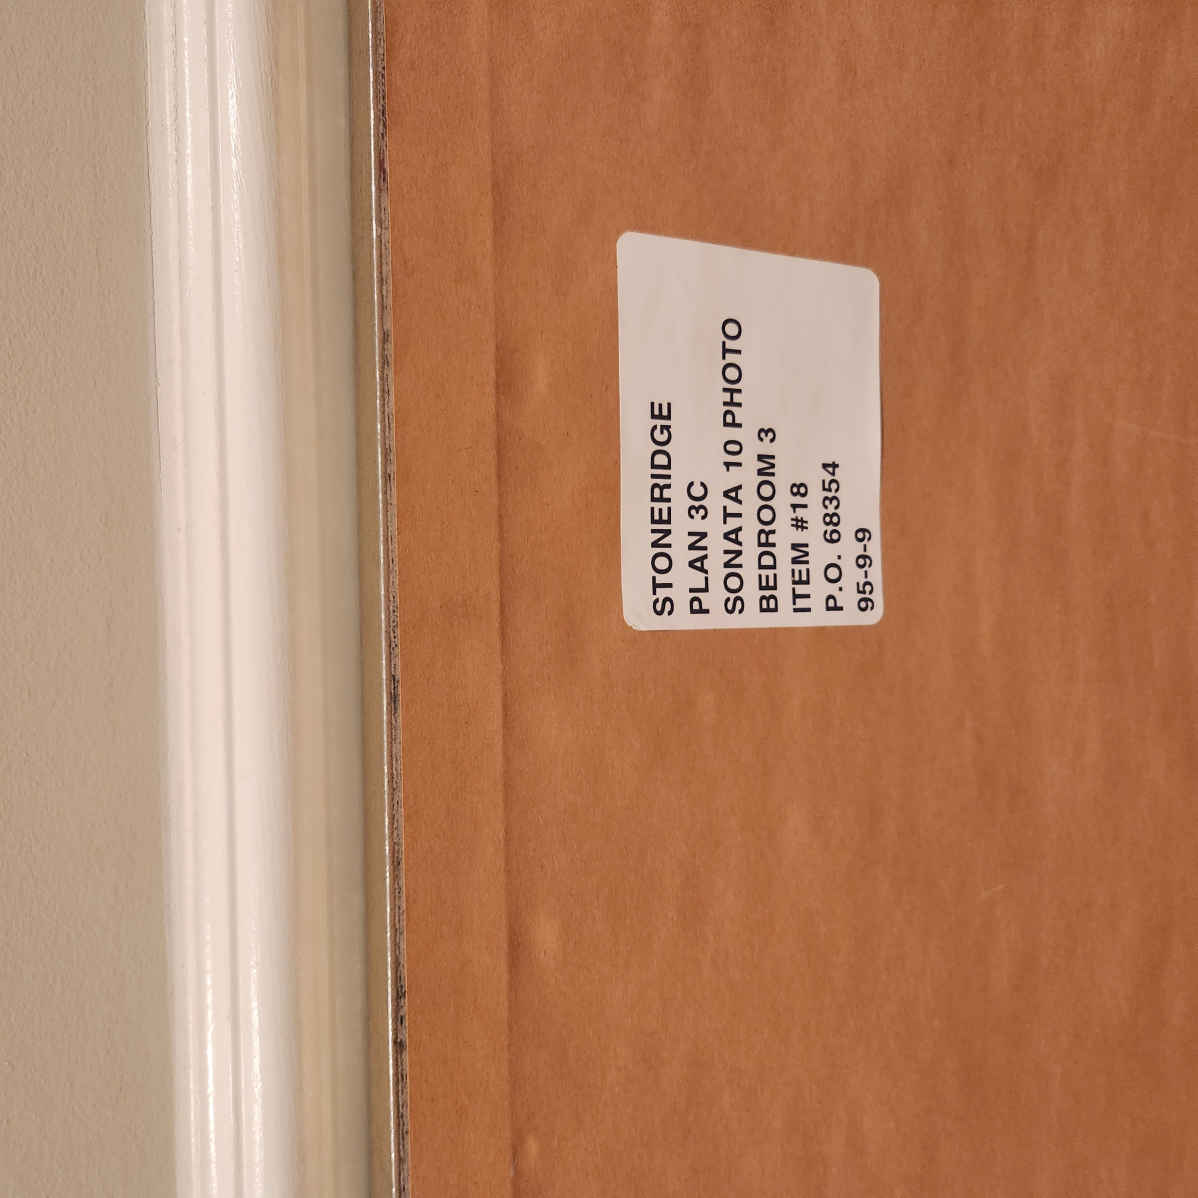 STONERIDGE
PLAN 3C
SONATA 10 PHOTO
BEDROOM 3
ITEM #18
P.O. 68354
95-9-9